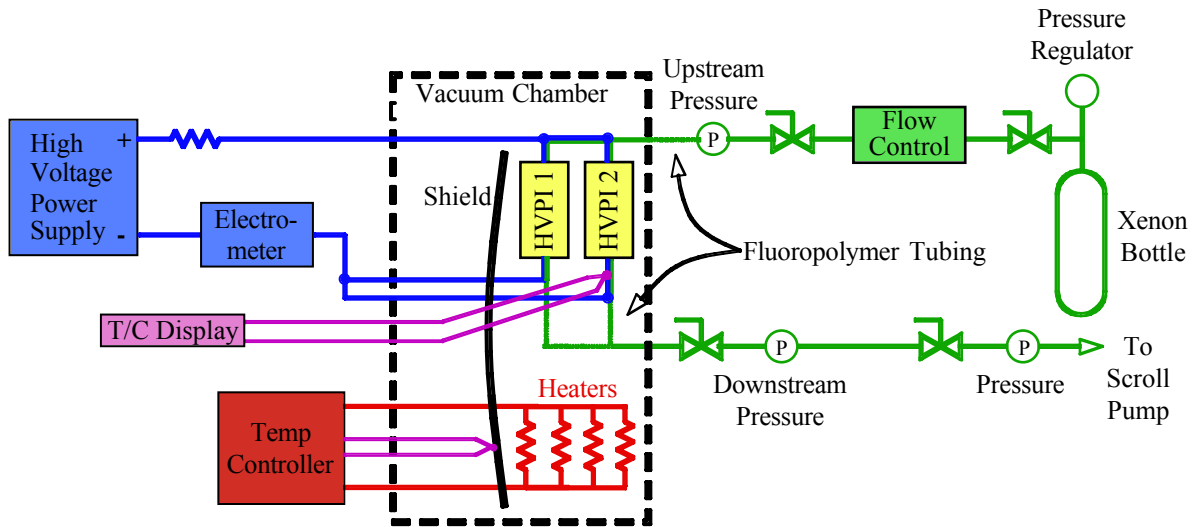 Pressure
Regulator
Upstream
Pressure
Vacuum Chamber
High
Voltage
Power
Supply
+
-
P
Flow
Control
Shield
HVPI 1
HVPI 2
Electro-
meter
Xenon
Bottle
Fluoropolymer Tubing
T/C Display
P
P
Downstream
Pressure
Pressure
To
Scroll
Pump
Heaters
Temp
Controller